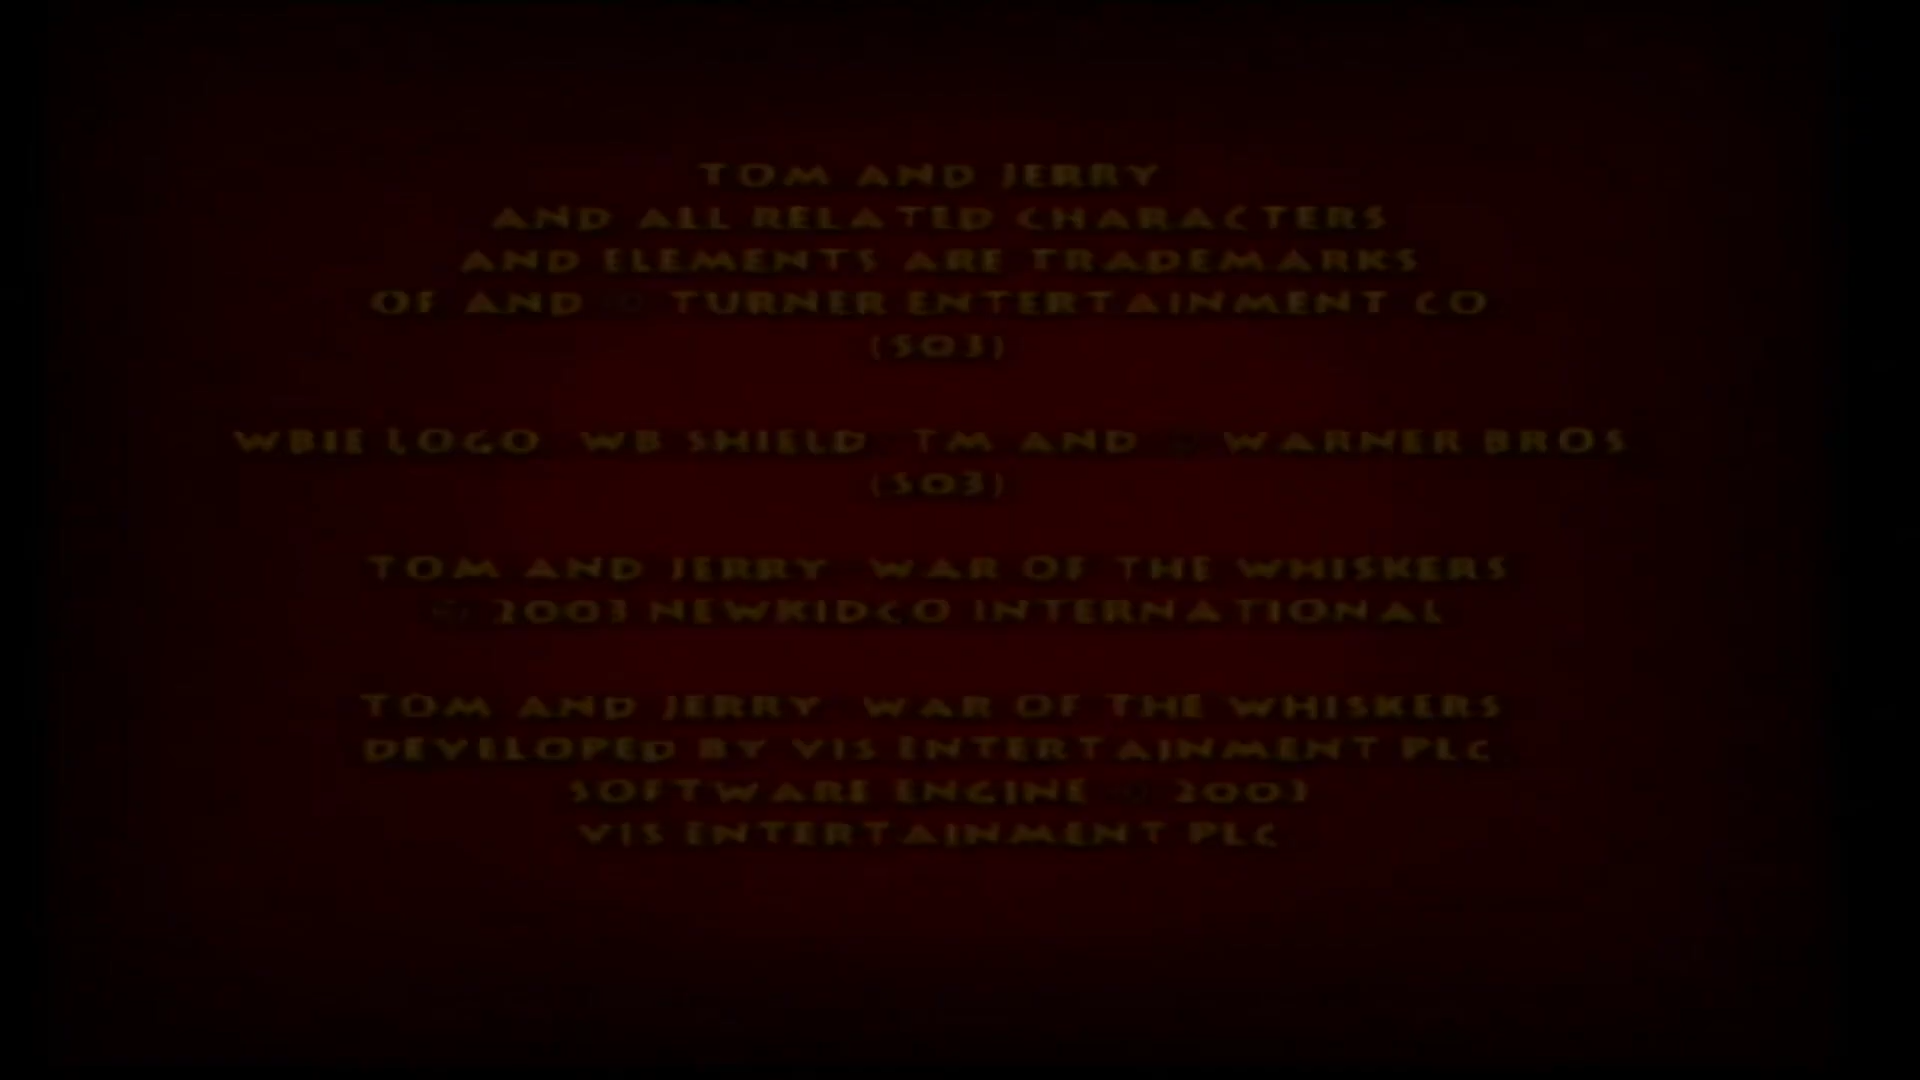 TOM AND JERRY
AND ALL RELATED CHARACTERS
AND ELEMENTS ARE TRADEMARKS
OF AND © TURNER ENTERTAINMENT CO
(S03)
WBIE LOGO, WB SHIELD: TM AND © WARNER BROS
(S03)
TOM AND JERRY WAR OF THE WHISKERS
© 2003 NEWKIDCO INTERNATIONAL
TOM AND JERRY WAR OF THE WHISKERS
DEVELOPED BY VIS ENTERTAINMENT PLC
SOFTWARE ENGINE © 2003
VIS ENTERTAINMENT PLC